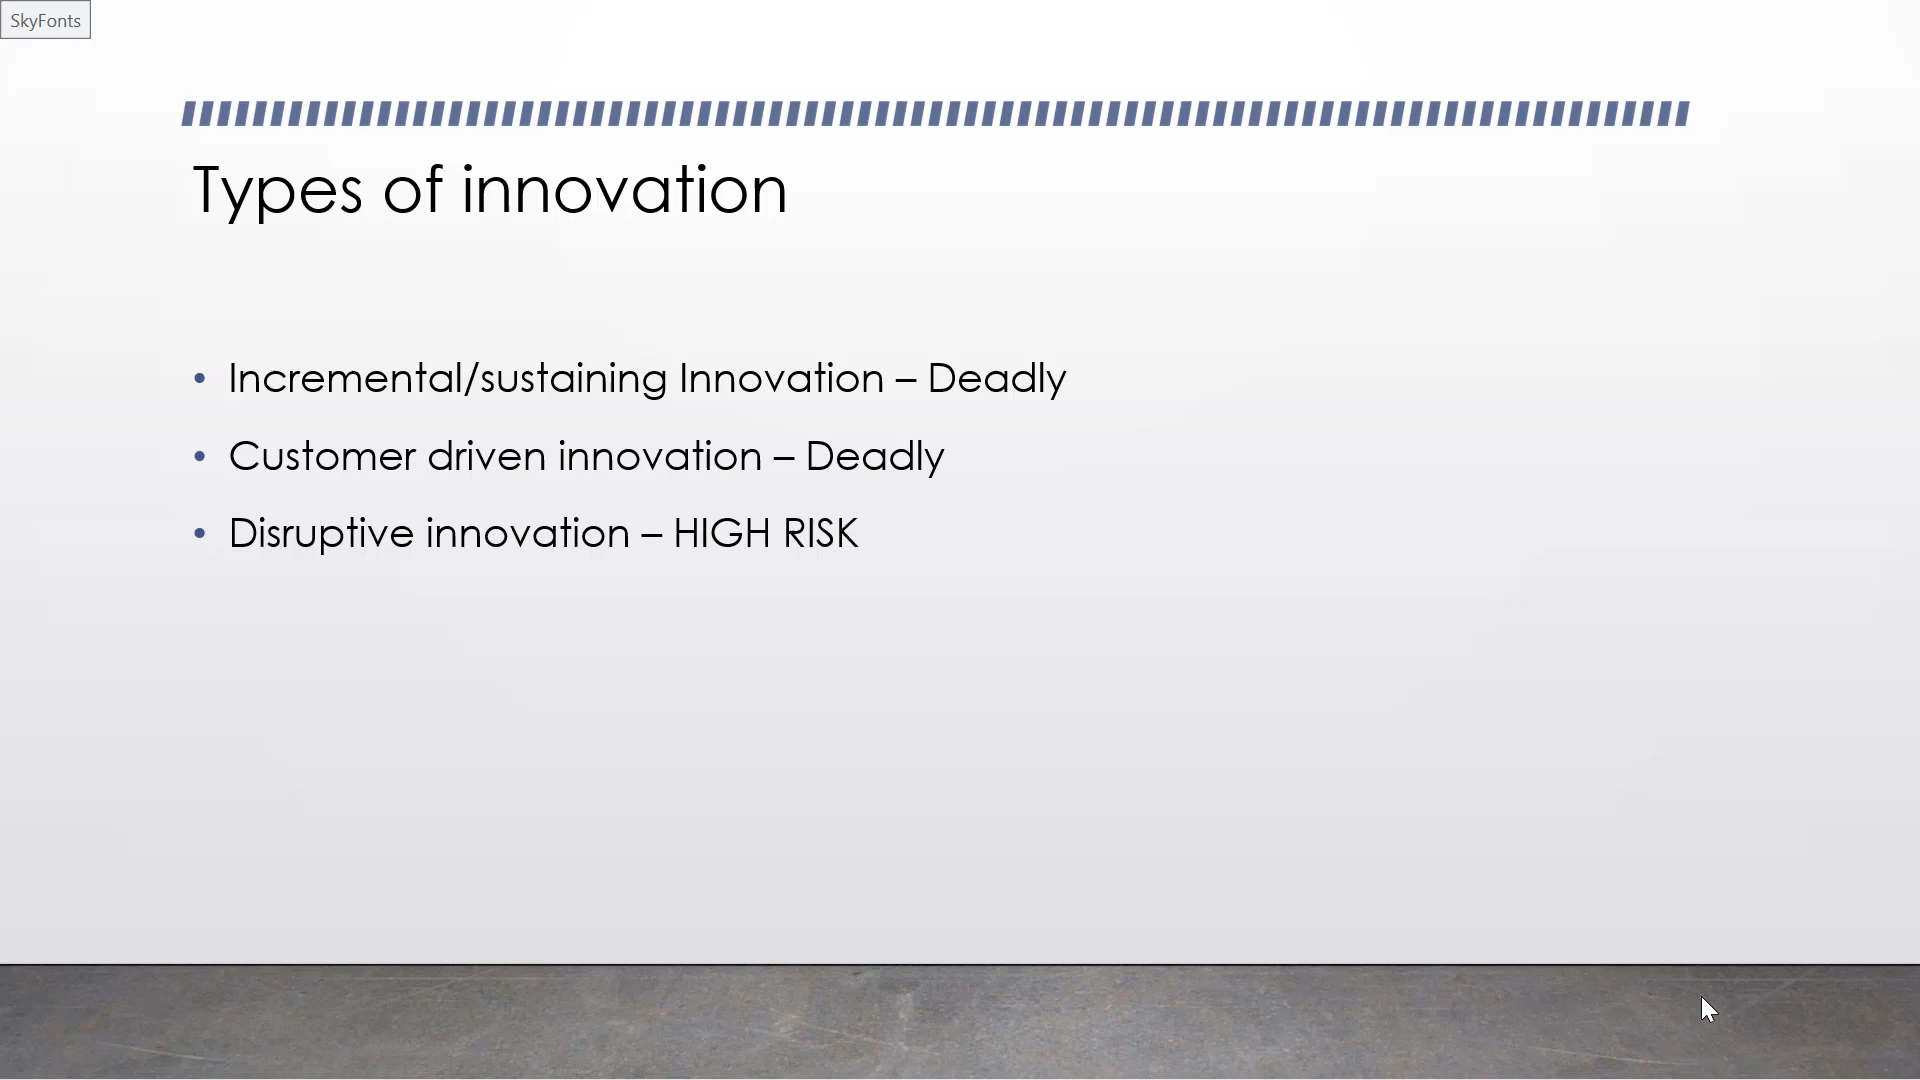 SkyFonts
Types of innovation
• Incremental/sustaining Innovation – Deadly
• Customer driven innovation – Deadly
• Disruptive innovation – HIGH RISK